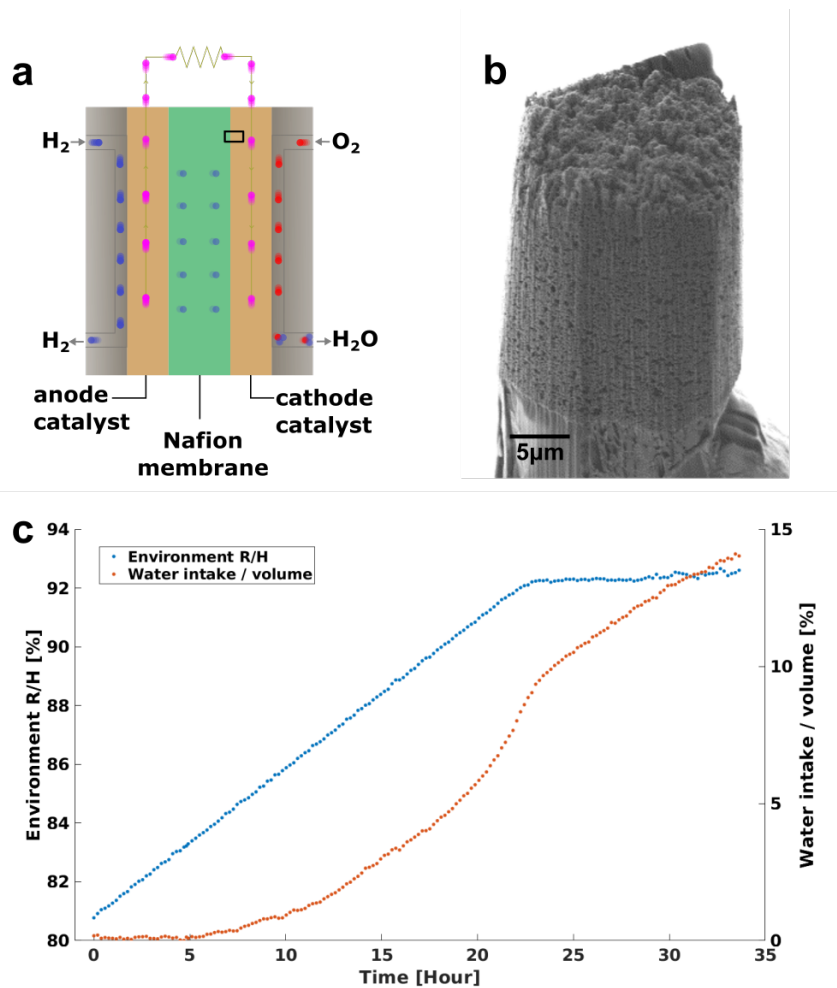 a
H2
O2
H2
H2O
anode
catalyst
Nafion
membrane
cathode
catalyst
b
5μm
c
Environment R/H
Water intake / volume
Environment R/H [%]
94
92
90
88
86
84
82
80
Water intake / volume [%]
15
10
5
0
0 5 10 15 20 25 30 35
Time [Hour]